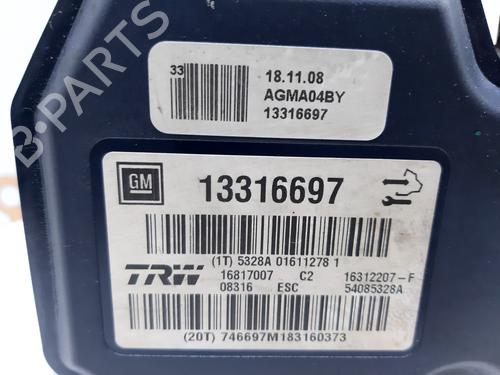 33
18.11.08
AGMA04BY
13316697
GM 13316697
(1T) 5328A 01611278 1
TRW 16817007 C2 16312207-F
08316 ESC 54085328A
(20T) 746697M183160373
B-PARTS